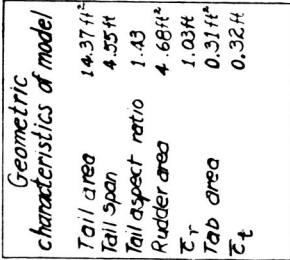 Geometric
characteristics of model
Tail area 14.37 ft²
Tail span 4.55 ft
Tail aspect ratio 1.43
Rudder area 4.68 ft²
c̄r 1.03 ft
Tab area 0.31 ft²
c̄t 0.32 ft